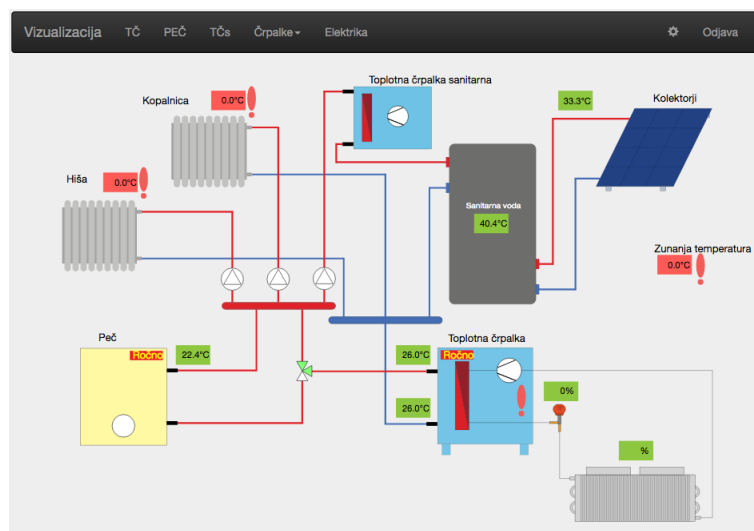 Vizualizacija TČ PEČ TČs Črpalke Elektrika Odjava
Toplotna črpalka sanitarna
Kopalnica 0.0°C
33.3°C Kolektorji
Hiša 0.0°C
Sanitarna voda
40.4°C
Zunanja temperatura
0.0°C
Peč
Toplotna črpalka
Ročno 22.4°C
26.0°C Ročno
0%
26.0°C
%